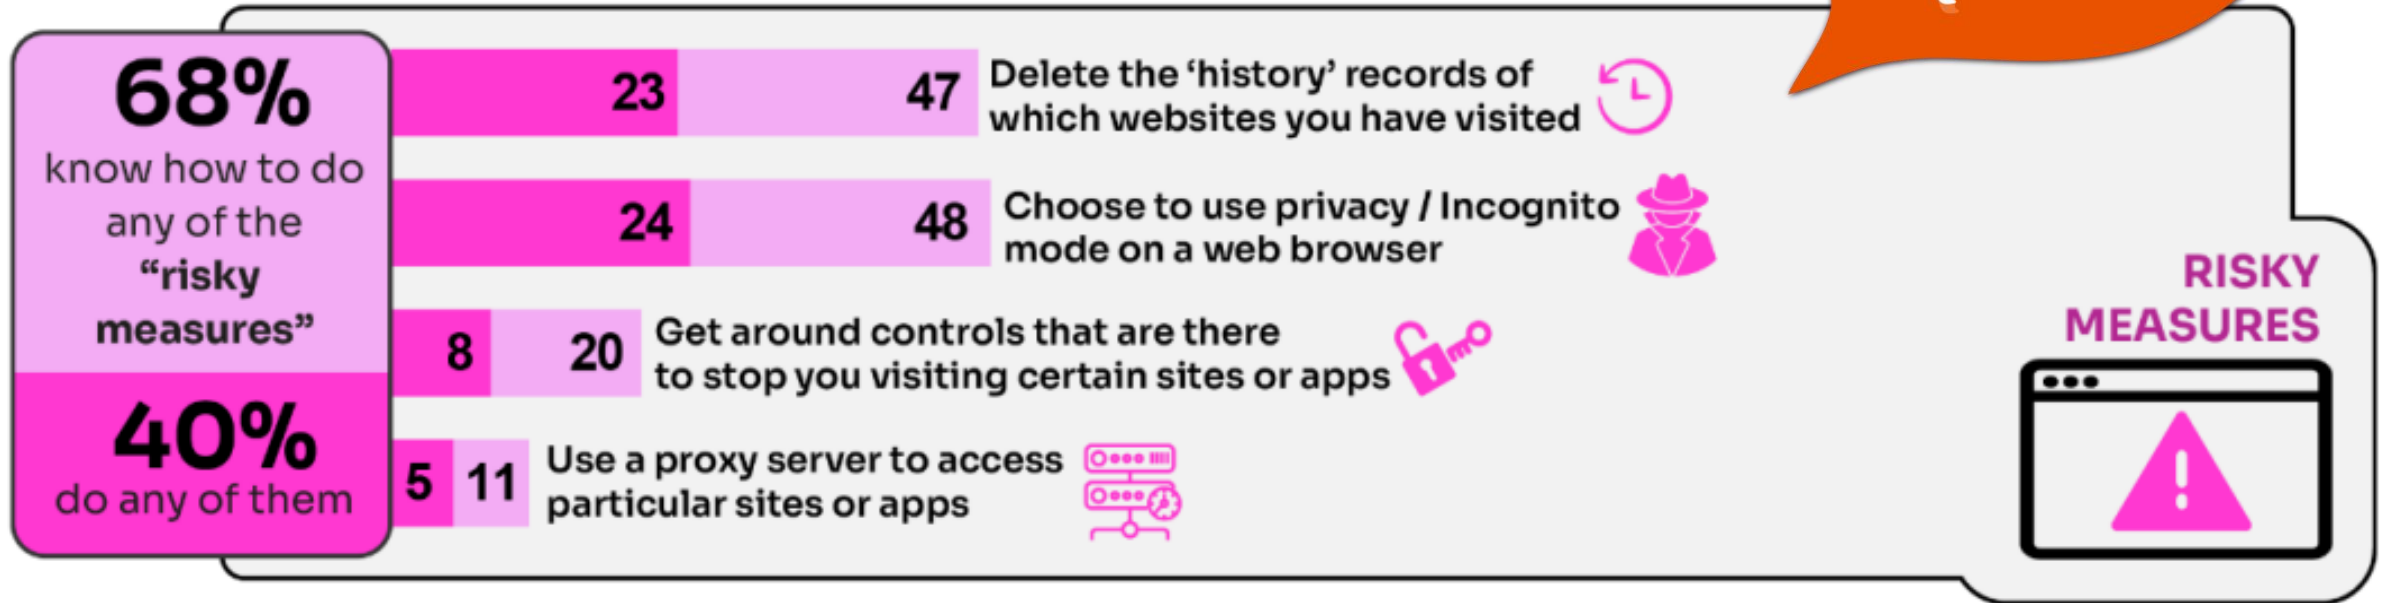 68%
know how to do
any of the
“risky
measures”
40%
do any of them
23 47
Delete the ‘history’ records of
which websites you have visited
24 48
Choose to use privacy / Incognito
mode on a web browser
8 20
Get around controls that are there
to stop you visiting certain sites or apps
5 11
Use a proxy server to access
particular sites or apps
RISKY
MEASURES